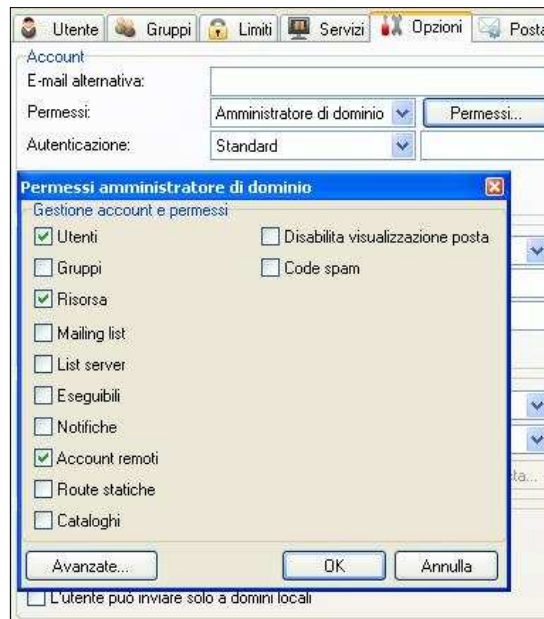 Utente Gruppi Limiti Servizi Opzioni Posta
Account
E-mail alternativa:
Permessi: Amministratore di dominio Permessi...
Autenticazione: Standard
Permessi amministratore di dominio
Gestione account e permessi
Utenti Disabilita visualizzazione posta
Gruppi Code spam
Risorsa
Mailing list
List server
Eseguibili
Notifiche
Account remoti
Route statiche
Cataloghi
Avanzate... OK Annulla
L'utente può inviare solo a domini locali